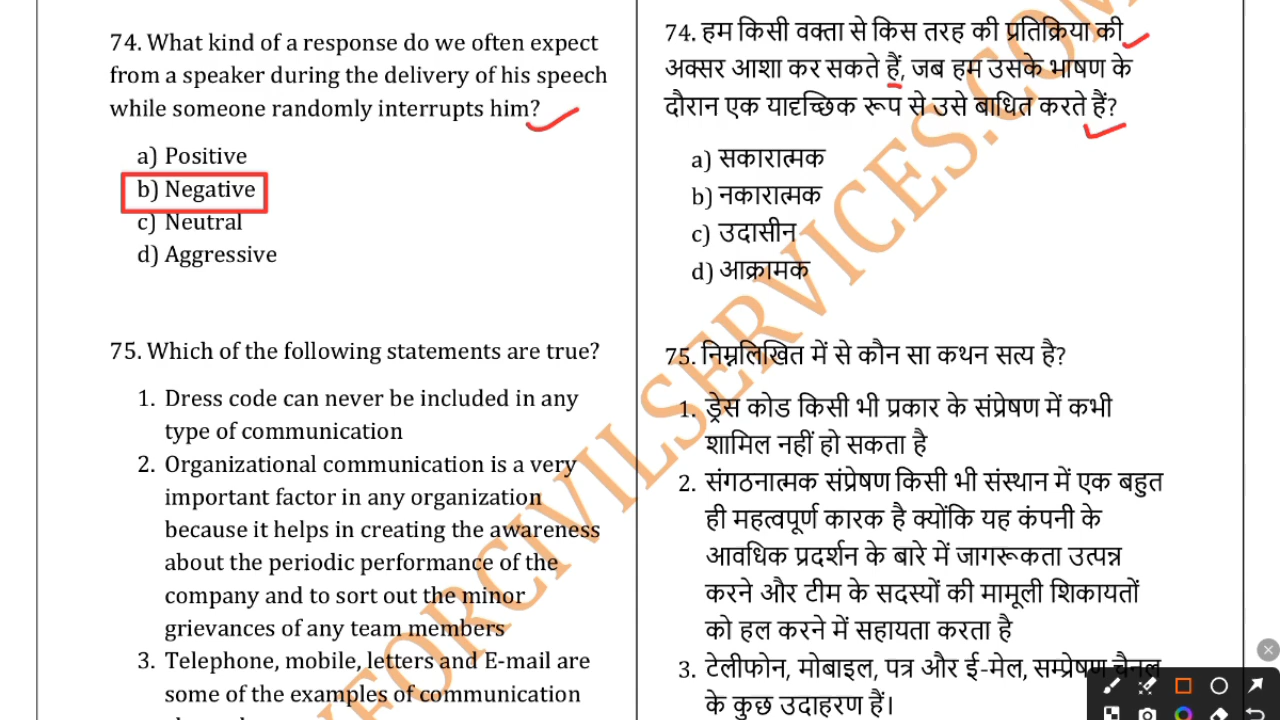 74. What kind of a response do we often expect
from a speaker during the delivery of his speech
while someone randomly interrupts him?
a) Positive
b) Negative
c) Neutral
d) Aggressive
75. Which of the following statements are true?
1. Dress code can never be included in any
type of communication
2. Organizational communication is a very
important factor in any organization
because it helps in creating the awareness
about the periodic performance of the
company and to sort out the minor
grievances of any team members
3. Telephone, mobile, letters and E-mail are
some of the examples of communication
74. हम किसी वक्ता से किस तरह की प्रतिक्रिया की
अक्सर आशा कर सकते हैं, जब हम उसके भाषण के
दौरान एक यादृच्छिक रूप से उसे बाधित करते हैं?
a) सकारात्मक
b) नकारात्मक
c) उदासीन
d) आक्रामक
75. निम्नलिखित में से कौन सा कथन सत्य है?
1. ड्रेस कोड किसी भी प्रकार के संप्रेषण में कभी
शामिल नहीं हो सकता है
2. संगठनात्मक संप्रेषण किसी भी संस्थान में एक बहुत
ही महत्वपूर्ण कारक है क्योंकि यह कंपनी के
आवधिक प्रदर्शन के बारे में जागरूकता उत्पन्न
करने और टीम के सदस्यों की मामूली शिकायतों
को हल करने में सहायता करता है
3. टेलीफोन, मोबाइल, पत्र और ई-मेल, सम्प्रेषण चैनल
के कुछ उदाहरण हैं।
FORCIVILSERVICES.COM